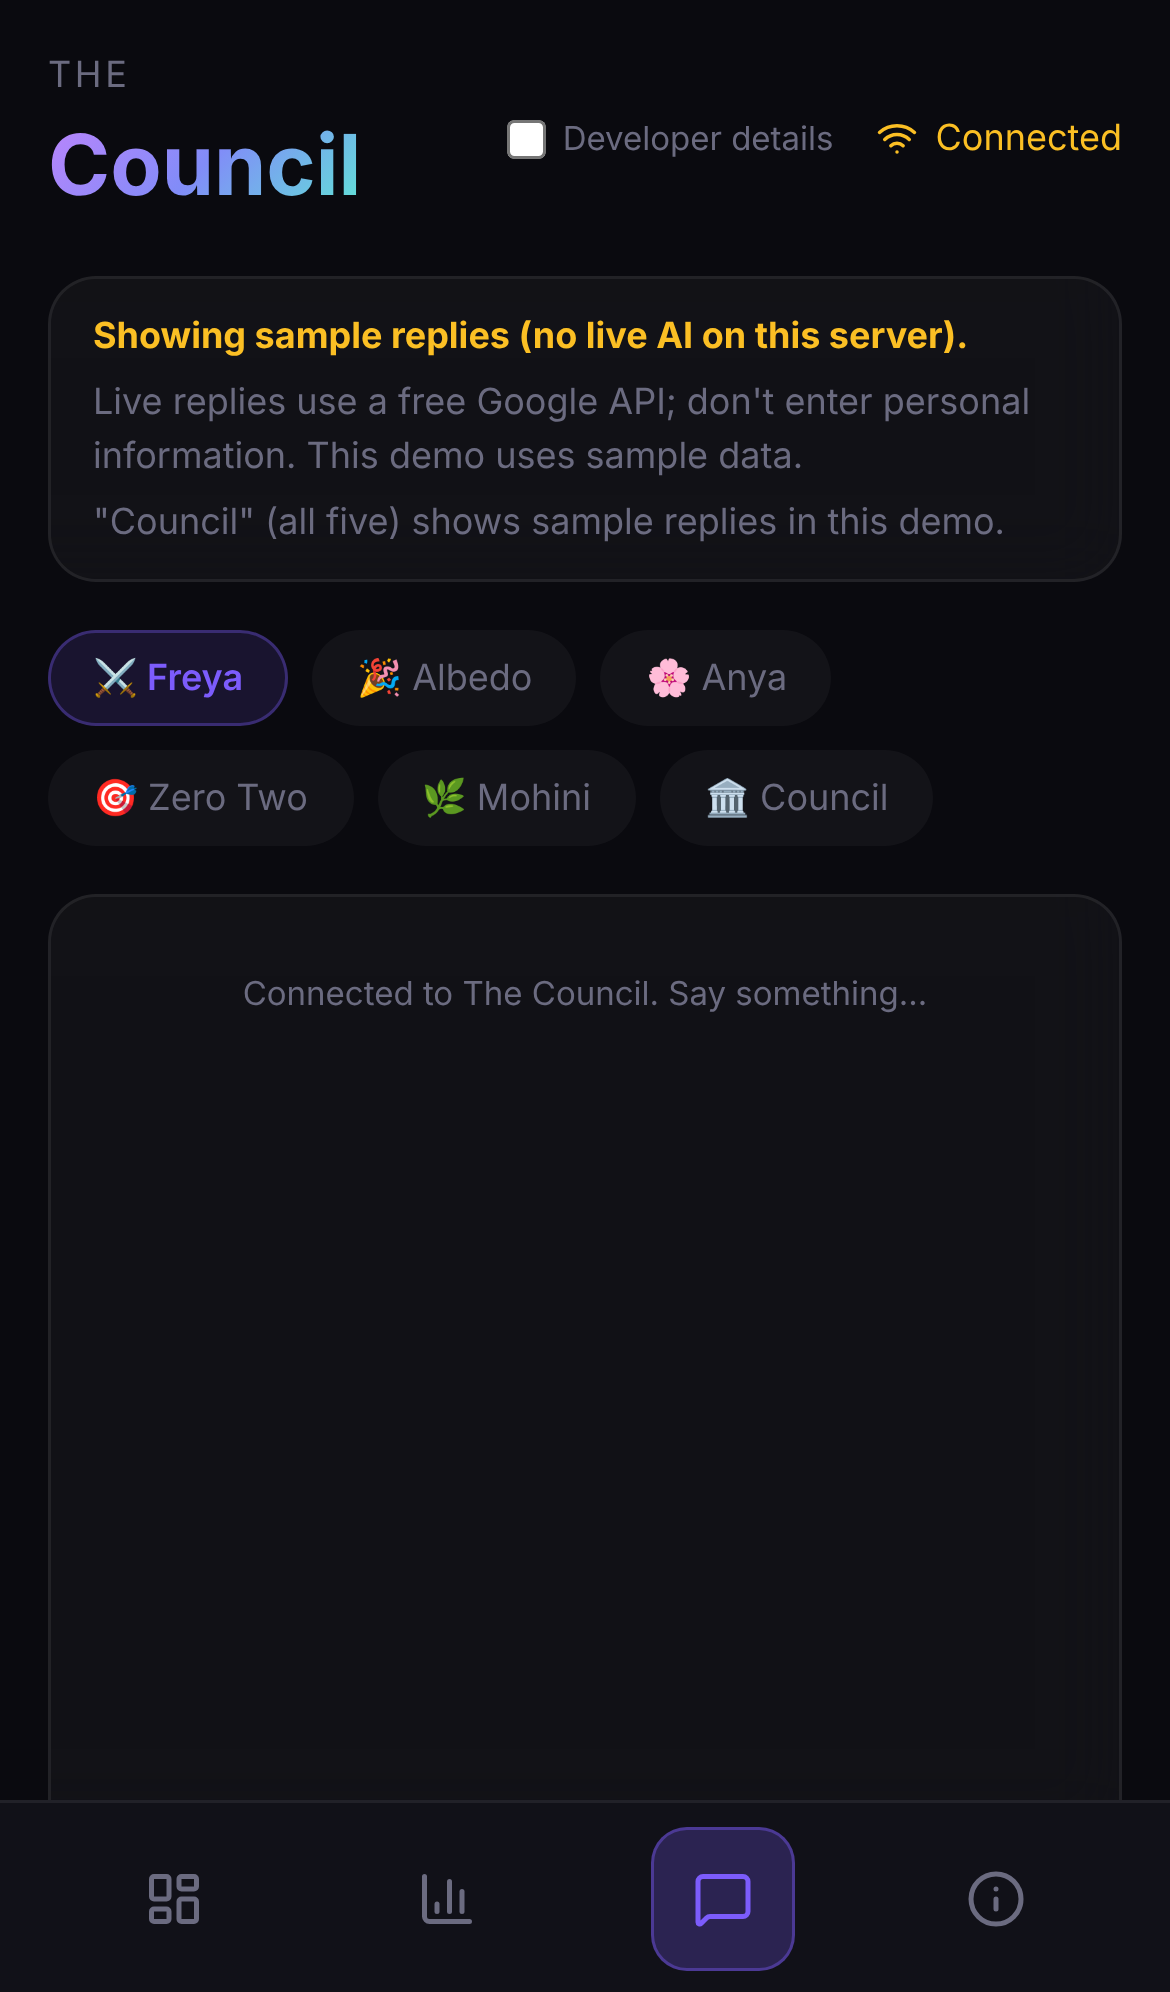 THE
Council
Developer details
Connected
Showing sample replies (no live AI on this server).
Live replies use a free Google API; don't enter personal
information. This demo uses sample data.
"Council" (all five) shows sample replies in this demo.
⚔️ Freya
🎉 Albedo
🌸 Anya
🎯 Zero Two
🌿 Mohini
🏛️ Council
Connected to The Council. Say something...